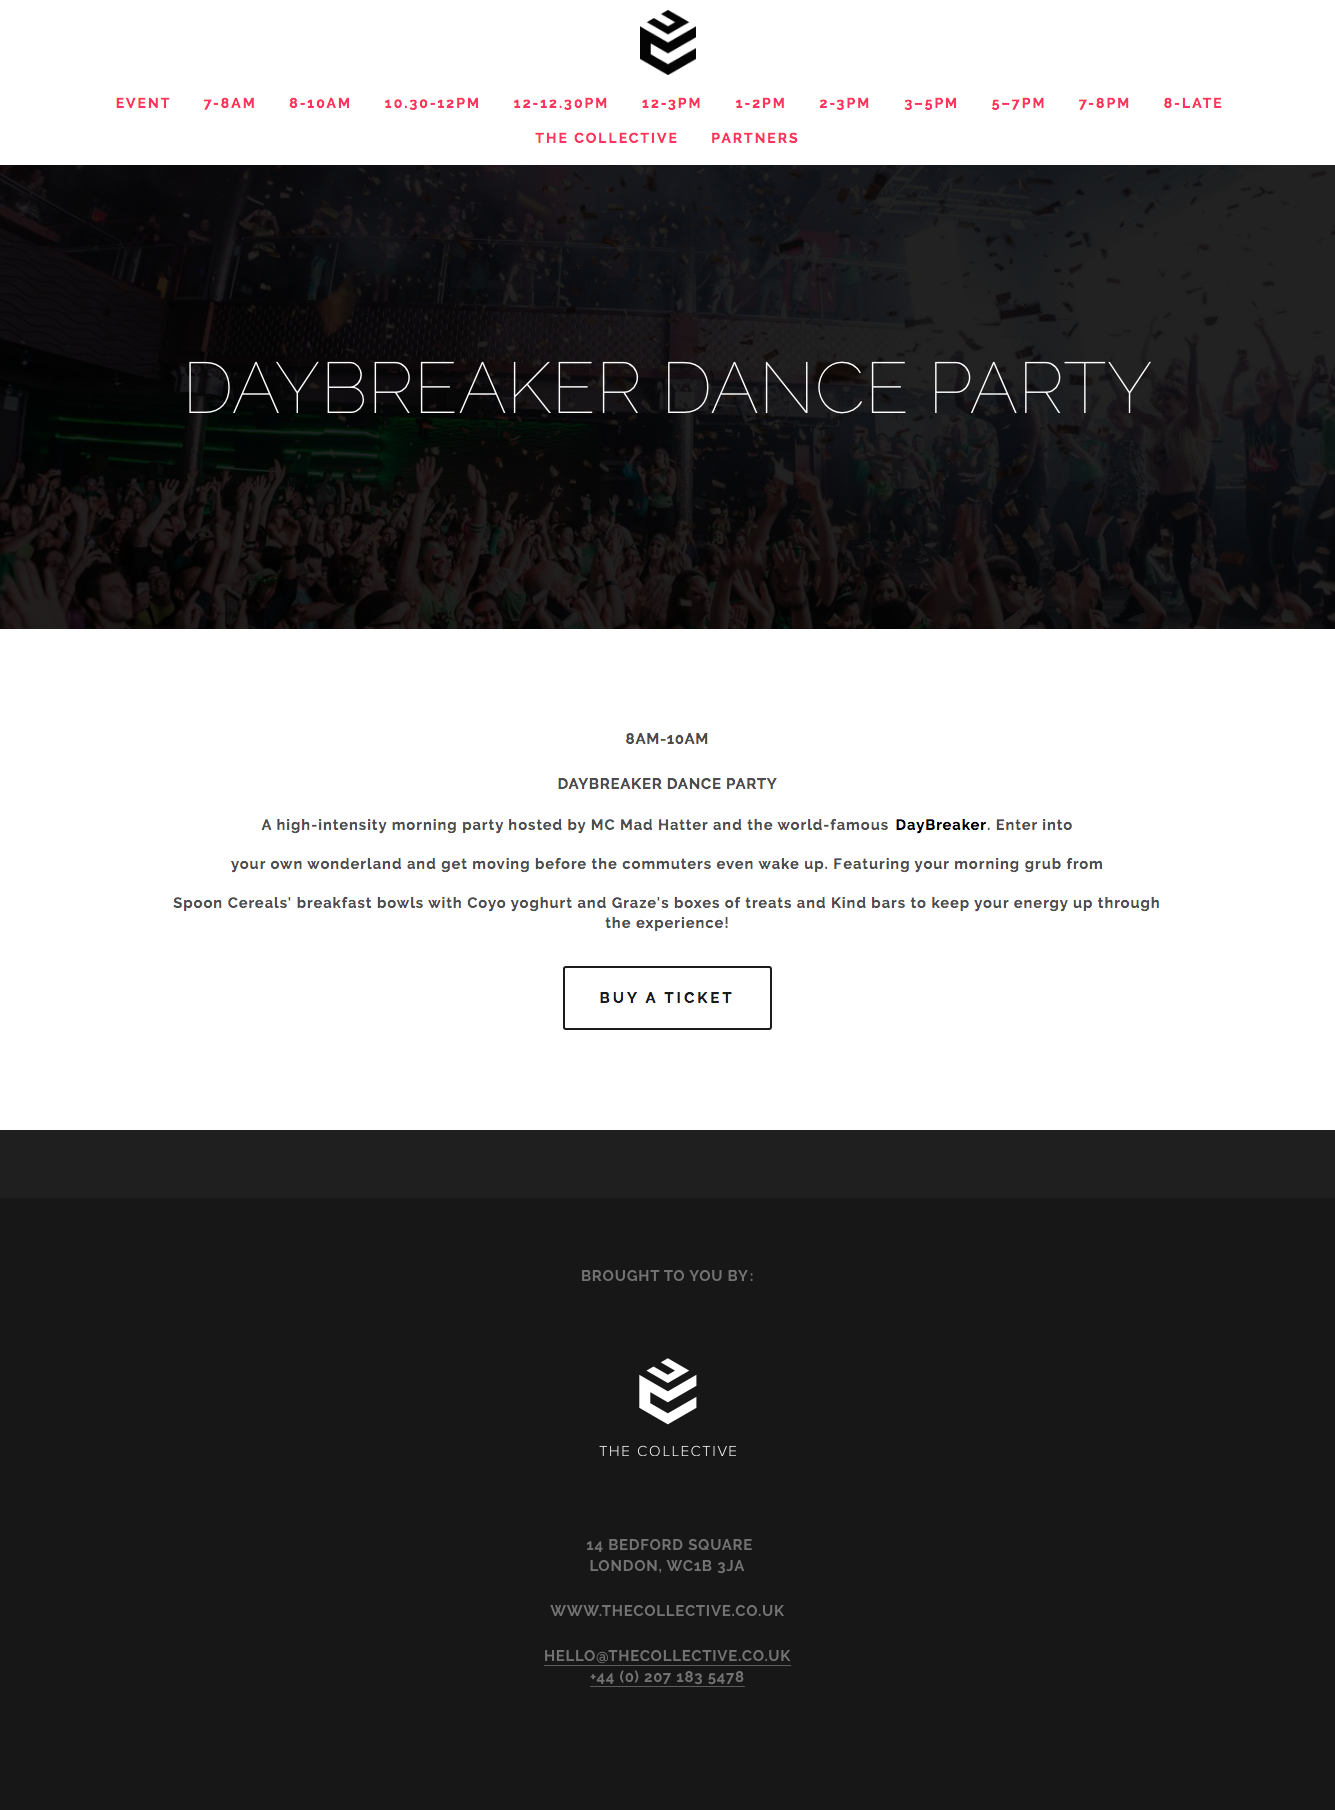 EVENT 7-8AM 8-10AM 10.30-12PM 12-12.30PM 12-3PM 1-2PM 2-3PM 3–5PM 5–7PM 7-8PM 8-LATE
THE COLLECTIVE PARTNERS
DAYBREAKER DANCE PARTY
8AM-10AM
DAYBREAKER DANCE PARTY
A high-intensity morning party hosted by MC Mad Hatter and the world-famous DayBreaker. Enter into
your own wonderland and get moving before the commuters even wake up. Featuring your morning grub from
Spoon Cereals' breakfast bowls with Coyo yoghurt and Graze's boxes of treats and Kind bars to keep your energy up through
the experience!
BUY A TICKET
BROUGHT TO YOU BY:
THE COLLECTIVE
14 BEDFORD SQUARE
LONDON, WC1B 3JA
WWW.THECOLLECTIVE.CO.UK
HELLO@THECOLLECTIVE.CO.UK
+44 (0) 207 183 5478